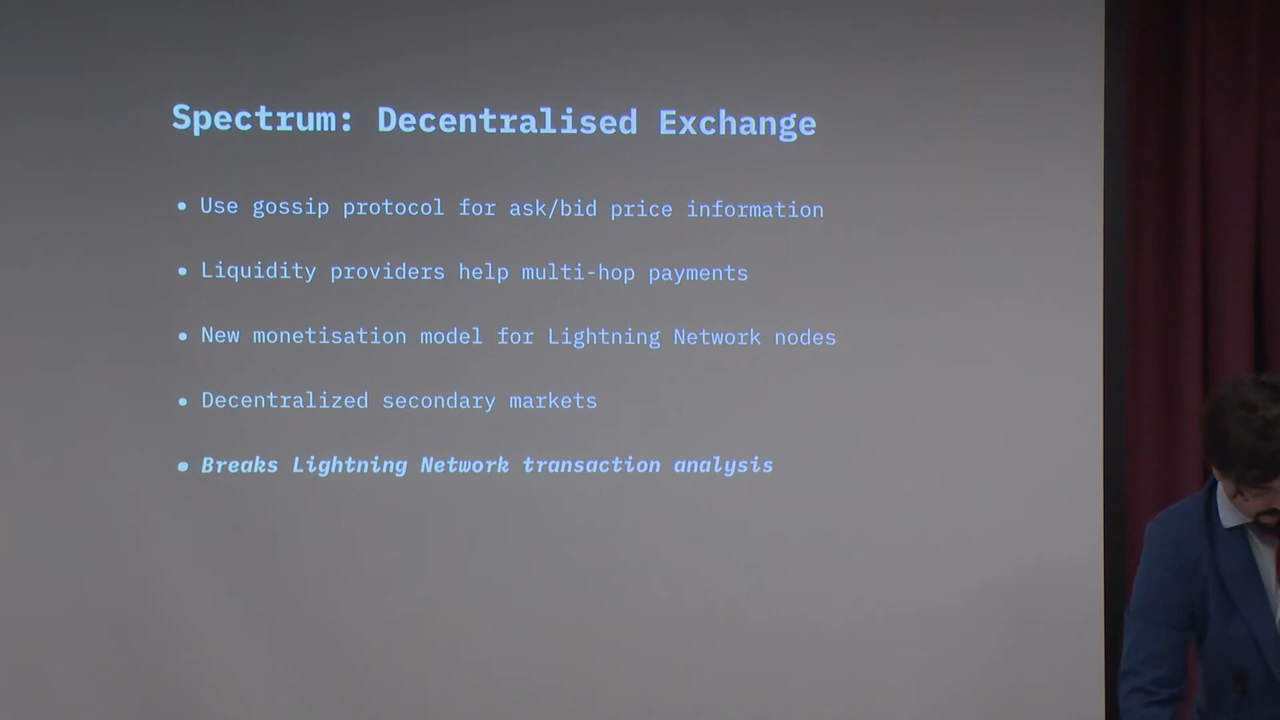 Spectrum: Decentralised Exchange
• Use gossip protocol for ask/bid price information
• Liquidity providers help multi-hop payments
• New monetisation model for Lightning Network nodes
• Decentralized secondary markets
• Breaks Lightning Network transaction analysis